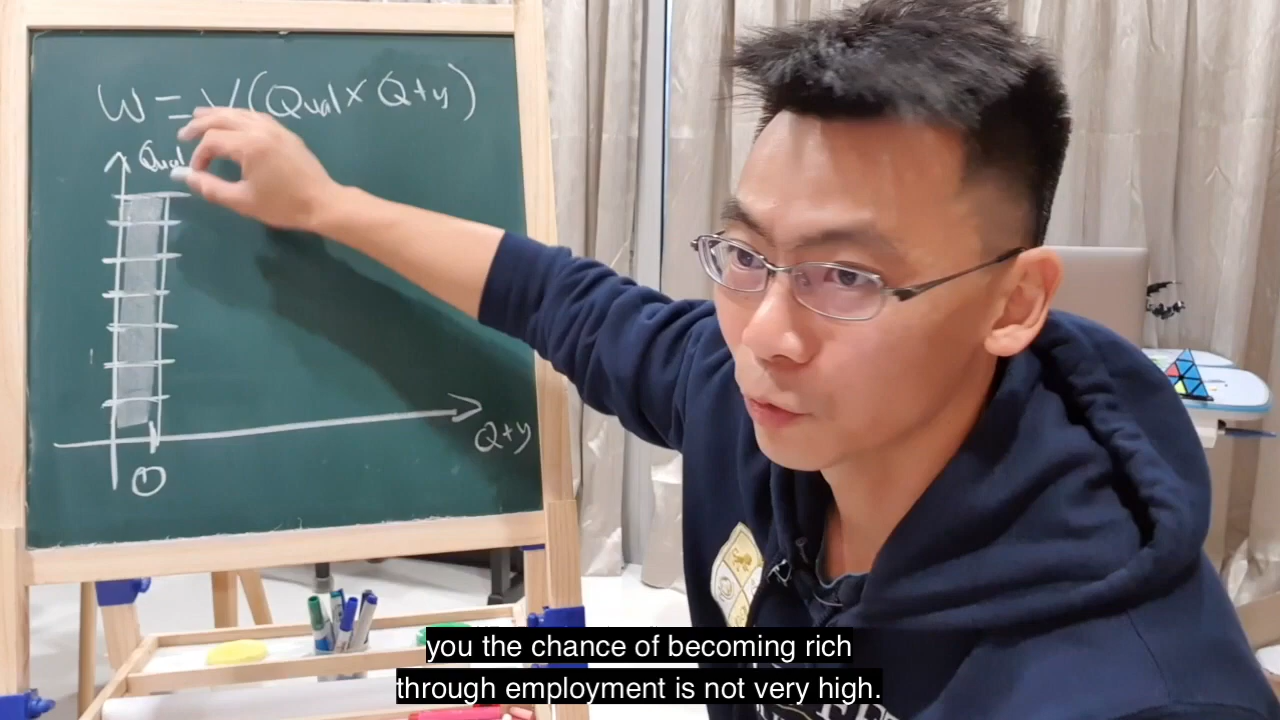 W = V(Qual x Q+y)
Qual
Q+y
0
you the chance of becoming rich
through employment is not very high.